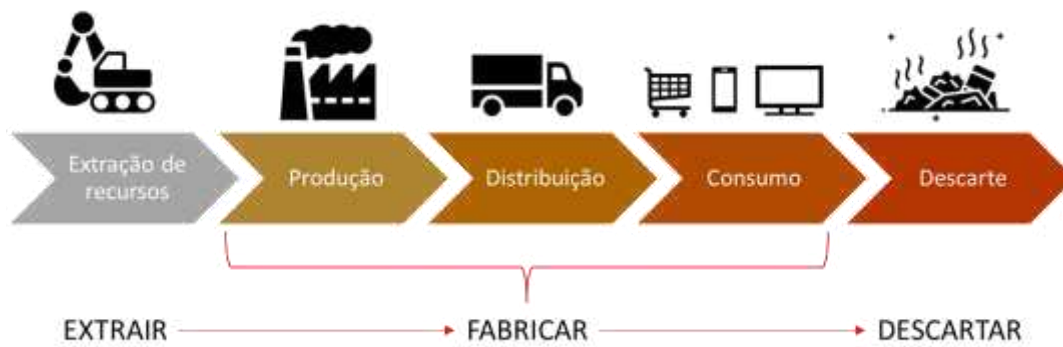 Extração de
recursos
Produção
Distribuição
Consumo
Descarte
EXTRAIR
FABRICAR
DESCARTAR